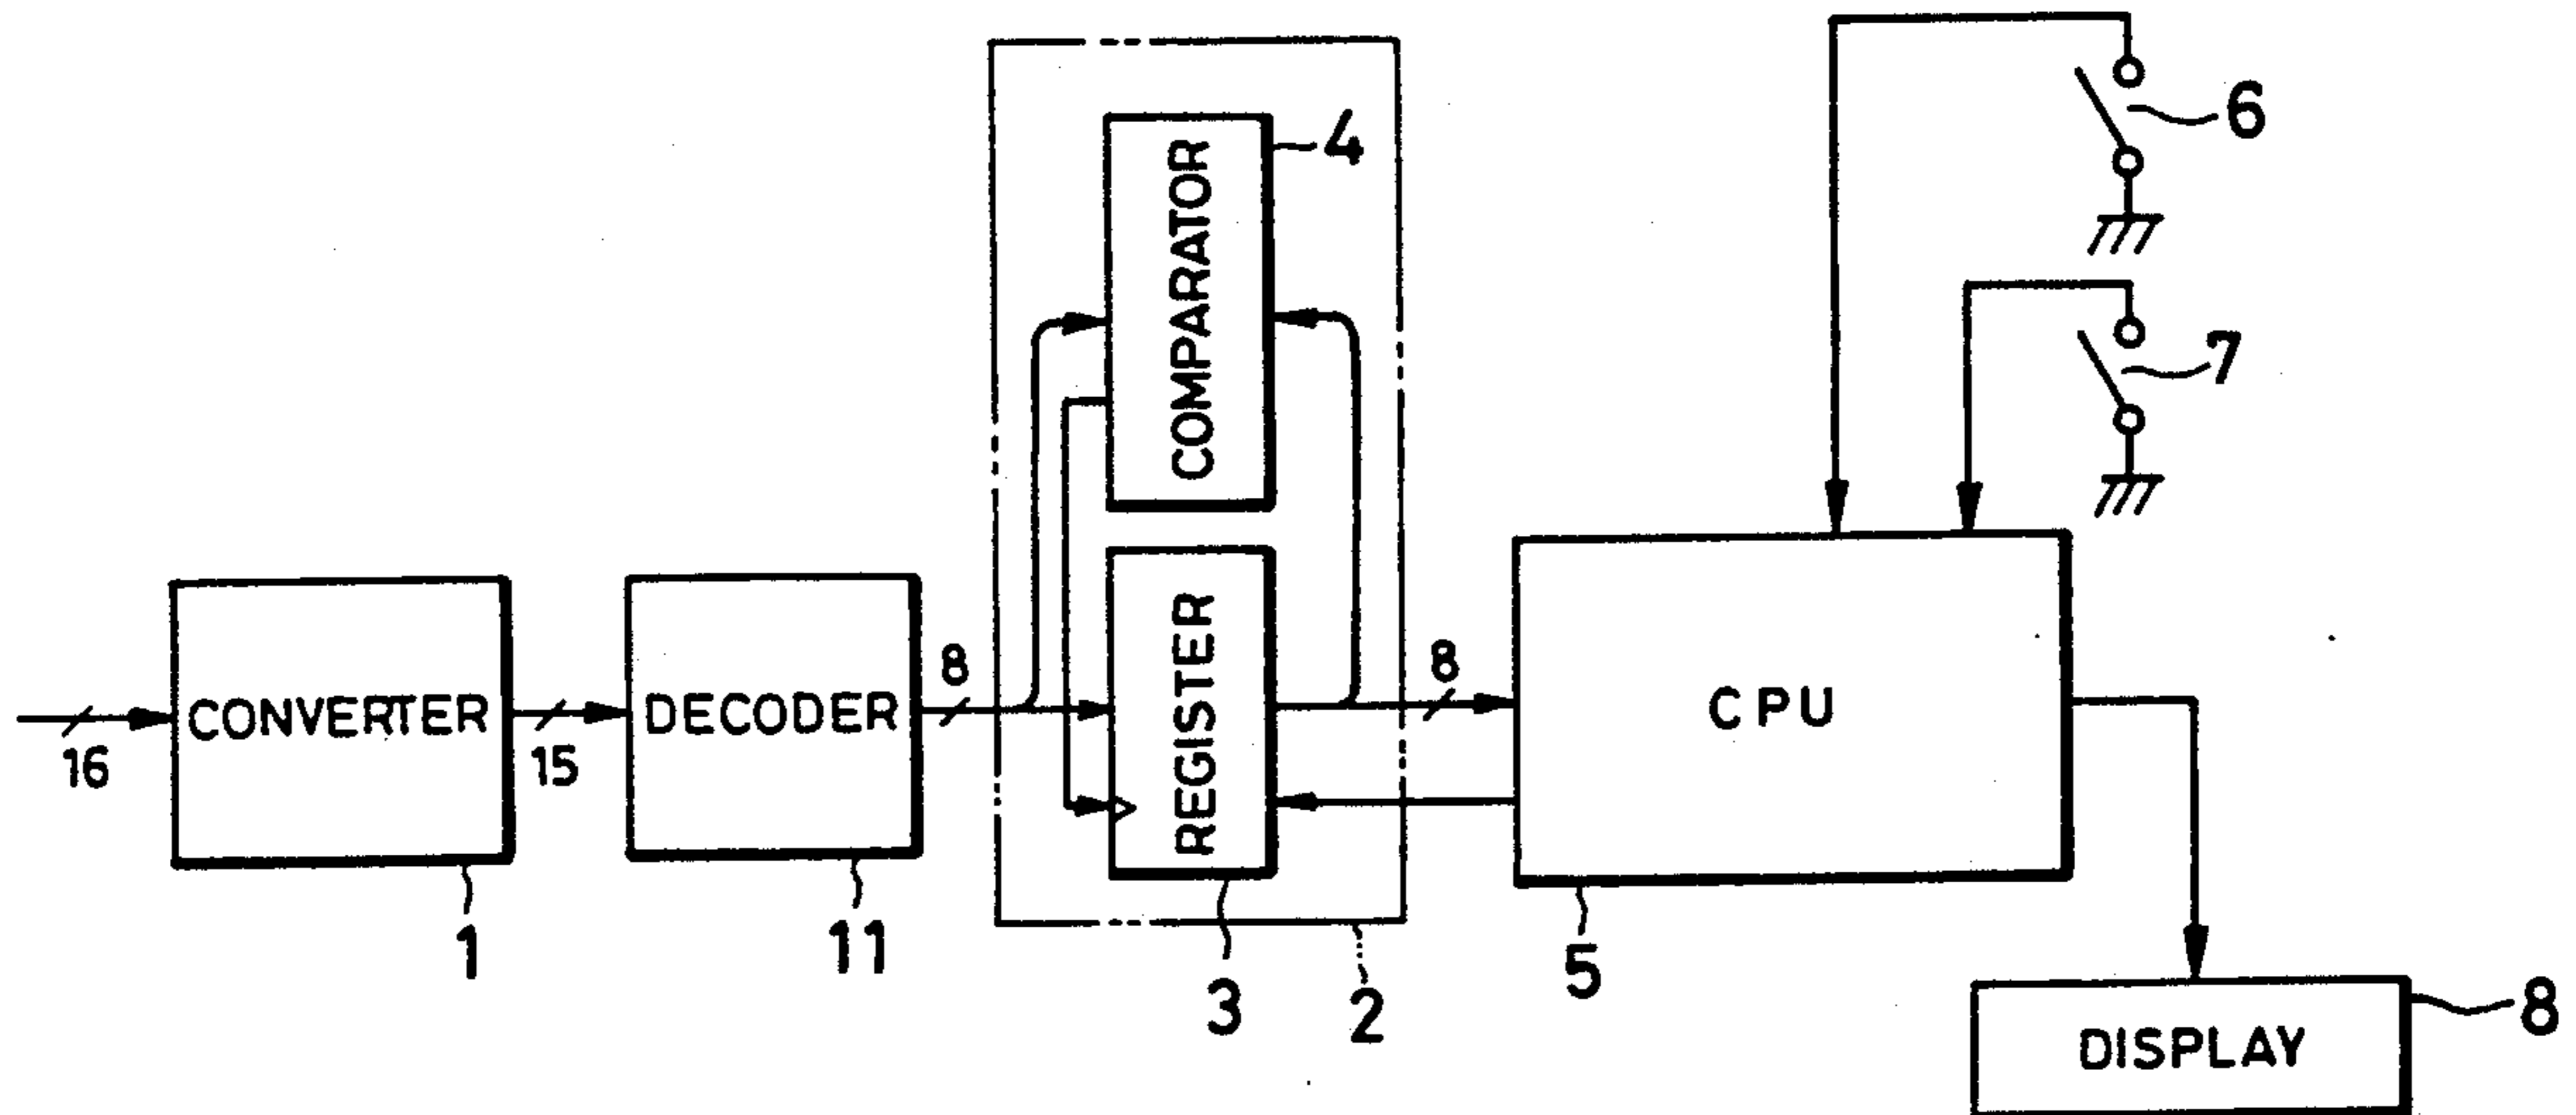 6
4
COMPARATOR
7
CONVERTER
DECODER
REGISTER
CPU
16
15
8
8
1
11
3
2
5
8
DISPLAY